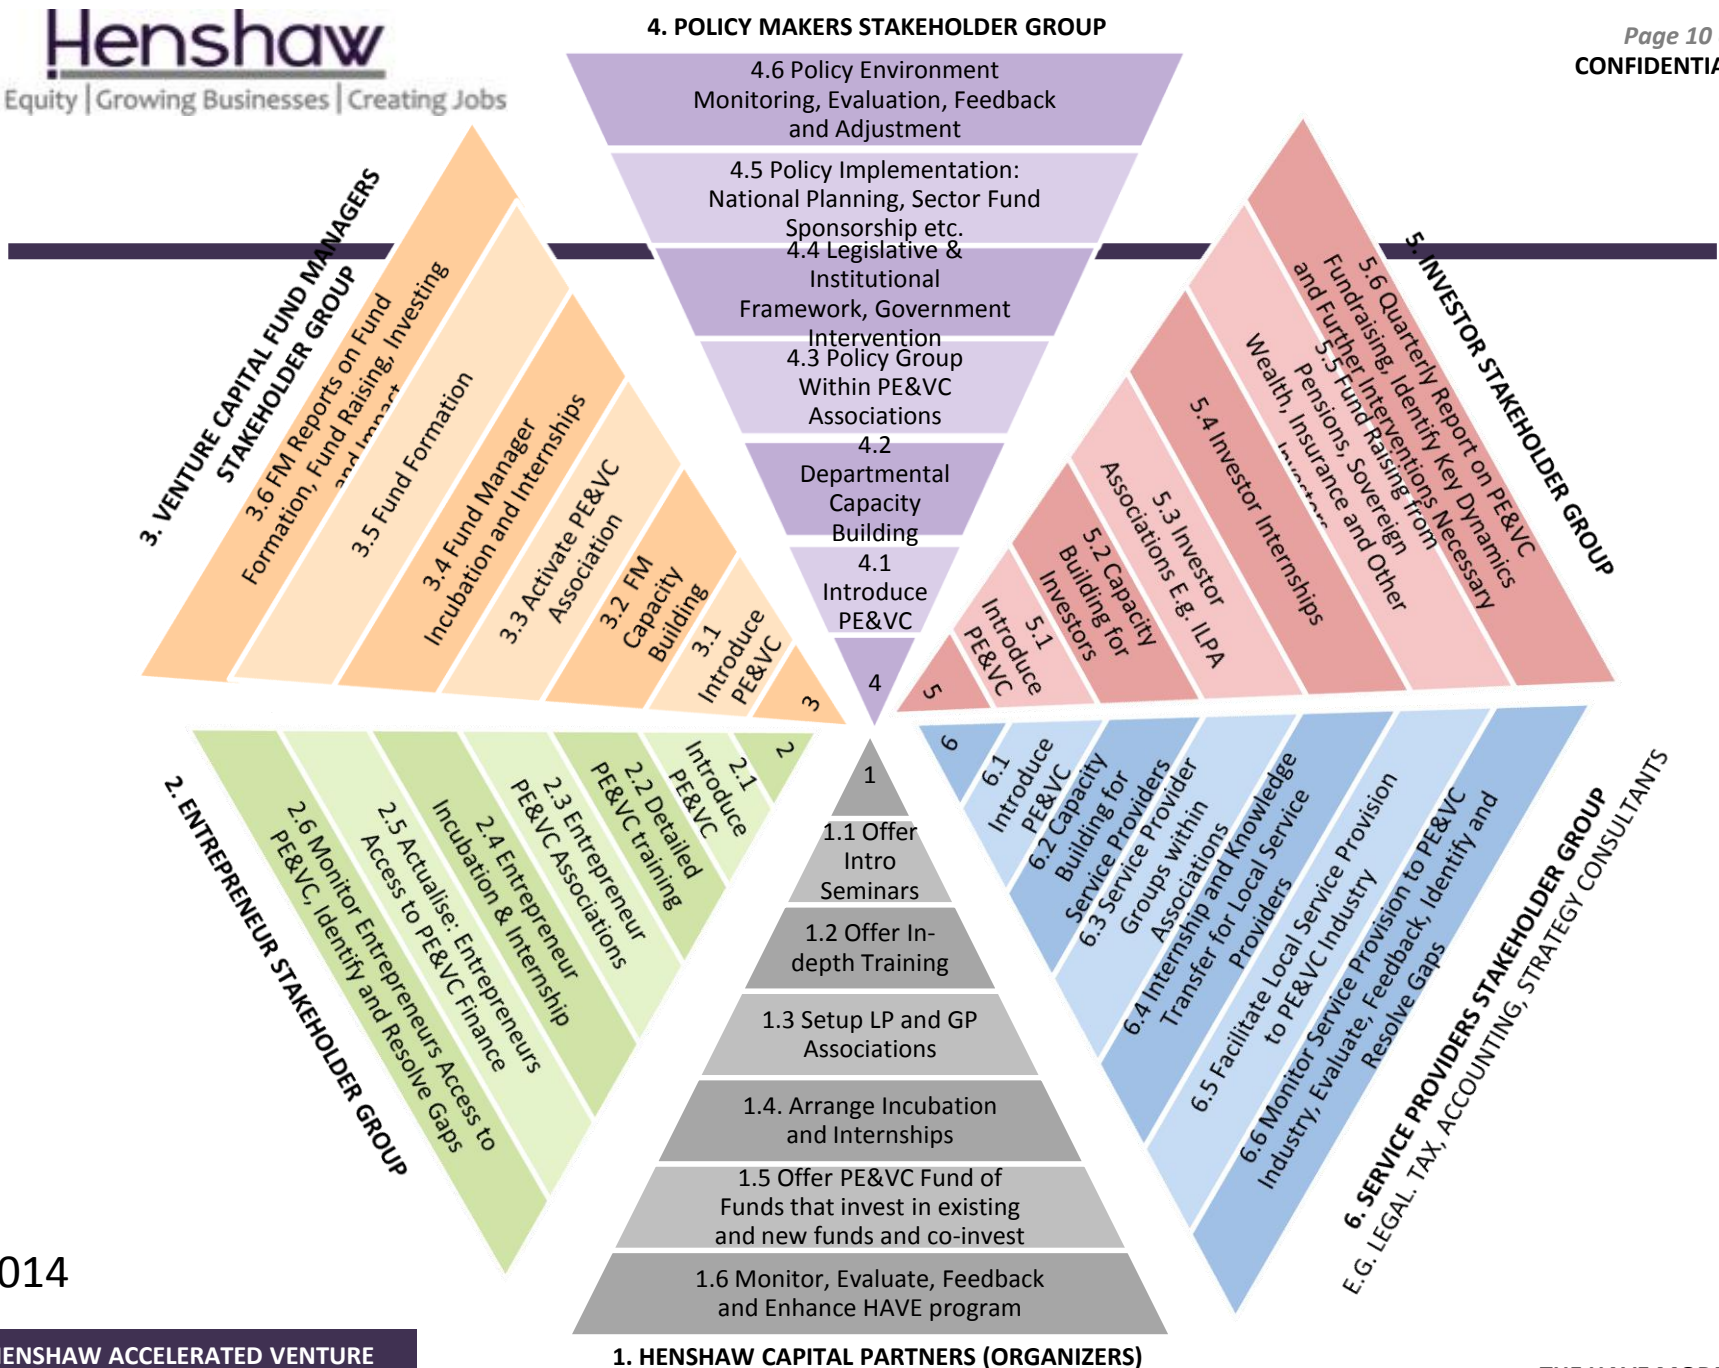 Henshaw
Equity | Growing Businesses | Creating Jobs
Page 10
CONFIDENTIA
4. POLICY MAKERS STAKEHOLDER GROUP
4.6 Policy Environment
Monitoring, Evaluation, Feedback
and Adjustment
4.5 Policy Implementation:
National Planning, Sector Fund
Sponsorship etc.
4.4 Legislative &
Institutional
Framework, Government
Intervention
4.3 Policy Group
Within PE&VC
Associations
4.2
Departmental
Capacity
Building
4.1
Introduce
PE&VC
4
3. VENTURE CAPITAL FUND MANAGERS
STAKEHOLDER GROUP
3.6 FM Reports on Fund
Formation, Fund Raising, Investing
and Impact
3.5 Fund Formation
3.4 Fund Manager
Incubation and Internships
3.3 Activate PE&VC
Association
3.2 FM
Capacity
Building
3.1
Introduce
PE&VC
3
5. INVESTOR STAKEHOLDER GROUP
5.6 Quarterly Report on PE&VC
Fundraising, Identify Key Dynamics
and Further Interventions Necessary
5.5 Fund Raising from
Pensions, Sovereign
Wealth, Insurance and Other
Investors
5.4 Investor Internships
5.3 Investor
Associations E.g. ILPA
5.2 Capacity
Building for
Investors
5.1
Introduce
PE&VC
5
2. ENTREPRENEUR STAKEHOLDER GROUP
2.6 Monitor Entrepreneurs Access to
PE&VC, Identify and Resolve Gaps
2.5 Actualise: Entrepreneurs
Access to PE&VC Finance
2.4 Entrepreneur
Incubation & Internship
2.3 Entrepreneur
PE&VC Associations
2.2 Detailed
PE&VC training
2.1
Introduce
PE&VC
2
6
6.1
Introduce
PE&VC
6.2 Capacity
Building for
Service Providers
6.3 Service Provider
Groups within
Associations
6.4 Internship and Knowledge
Transfer for Local Service
Providers
6.5 Facilitate Local Service Provision
to PE&VC Industry
6.6 Monitor Service Provision to PE&VC
Industry, Evaluate, Feedback, Identify and
Resolve Gaps
6. SERVICE PROVIDERS STAKEHOLDER GROUP
E.G. LEGAL. TAX, ACCOUNTING, STRATEGY CONSULTANTS
1
1.1 Offer
Intro
Seminars
1.2 Offer In-
depth Training
1.3 Setup LP and GP
Associations
1.4. Arrange Incubation
and Internships
1.5 Offer PE&VC Fund of
Funds that invest in existing
and new funds and co-invest
1.6 Monitor, Evaluate, Feedback
and Enhance HAVE program
1. HENSHAW CAPITAL PARTNERS (ORGANIZERS)
014
HENSHAW ACCELERATED VENTURE